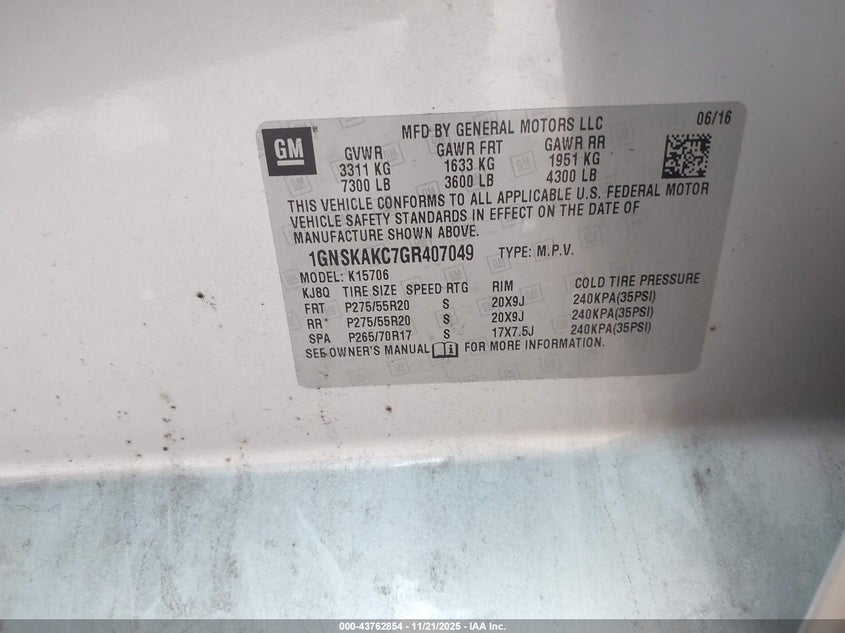 GM
MFD BY GENERAL MOTORS LLC 06/16
GVWR GAWR FRT GAWR RR
3311 KG 1633 KG 1951 KG
7300 LB 3600 LB 4300 LB
THIS VEHICLE CONFORMS TO ALL APPLICABLE U.S. FEDERAL MOTOR
VEHICLE SAFETY STANDARDS IN EFFECT ON THE DATE OF
MANUFACTURE SHOWN ABOVE.
1GNSKAKC7GR407049 TYPE: M.P.V.
MODEL: K15706
KJ8Q TIRE SIZE SPEED RTG RIM COLD TIRE PRESSURE
FRT P275/55R20 S 20X9J 240KPA(35PSI)
RR P275/55R20 S 20X9J 240KPA(35PSI)
SPA P265/70R17 S 17X7.5J 240KPA(35PSI)
SEE OWNER'S MANUAL FOR MORE INFORMATION.
000-43762854 - 11/21/2025 - IAA Inc.